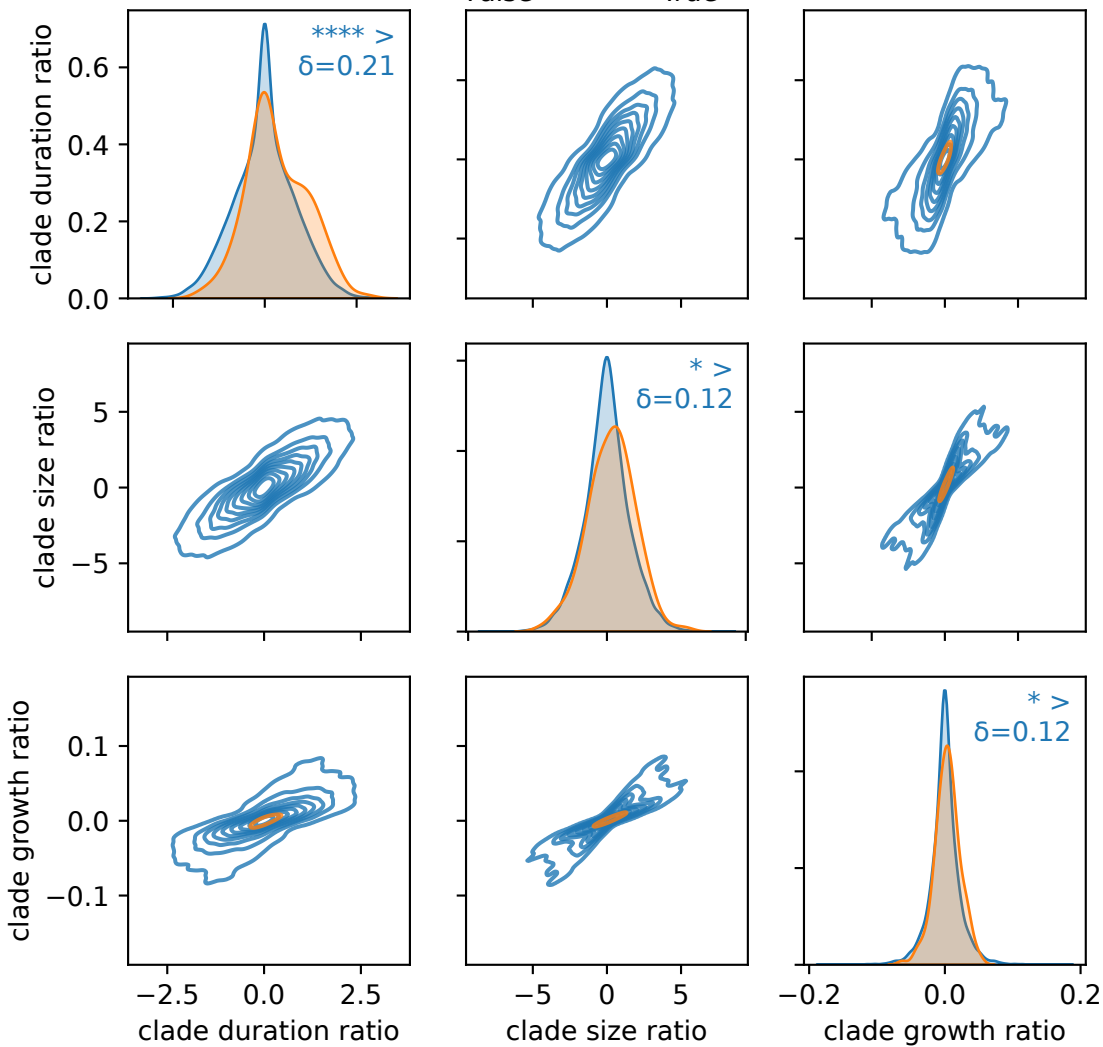 clade duration ratio
0.6
0.4
0.2
0.0
**** >
δ=0.21
clade size ratio
5
0
−5
* >
δ=0.12
clade growth ratio
0.1
0.0
−0.1
* >
δ=0.12
−2.5 0.0 2.5
−5 0 5
−0.2 0.0 0.2
clade duration ratio
clade size ratio
clade growth ratio